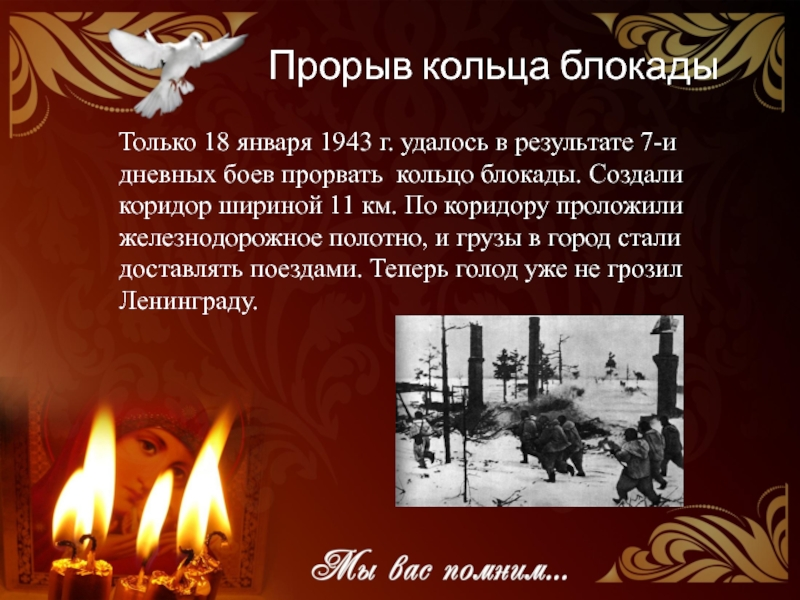 Прорыв кольца блокады
Только 18 января 1943 г. удалось в результате 7-и
дневных боев прорвать кольцо блокады. Создали
коридор шириной 11 км. По коридору проложили
железнодорожное полотно, и грузы в город стали
доставлять поездами. Теперь голод уже не грозил
Ленинграду.
Мы вас помним...